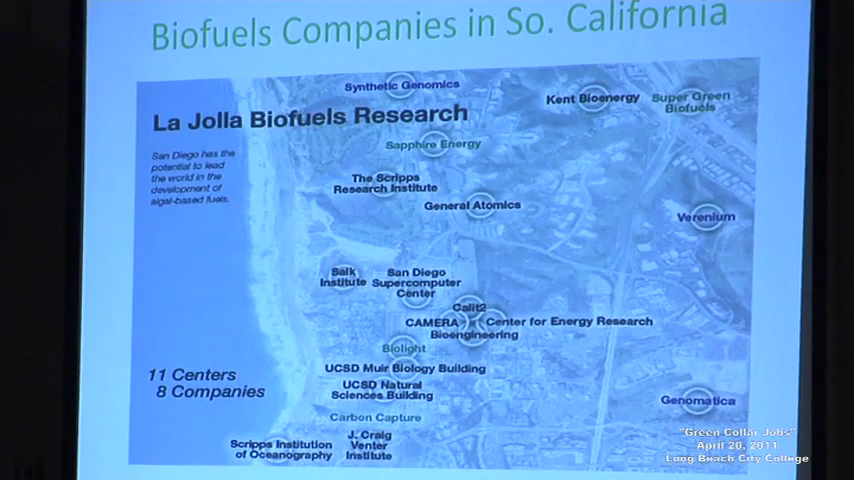 Biofuels Companies in So. California
Synthetic Genomics
Kent Bioenergy
Super Green
Biofuels
La Jolla Biofuels Research
San Diego has the
potential to lead
the world in the
development of
algal-based fuels.
Sapphire Energy
The Scripps
Research Institute
General Atomics
Verenium
Salk
Institute
San Diego
Supercomputer
Center
Calit2
CAMERA
Center for Energy Research
Bioengineering
Biolight
UCSD Muir Biology Building
11 Centers
8 Companies
UCSD Natural
Sciences Building
Genomatica
Carbon Capture
Scripps Institution
of Oceanography
J. Craig
Venter
Institute
"Green Collar Jobs"
April 20, 2011
Long Beach City College